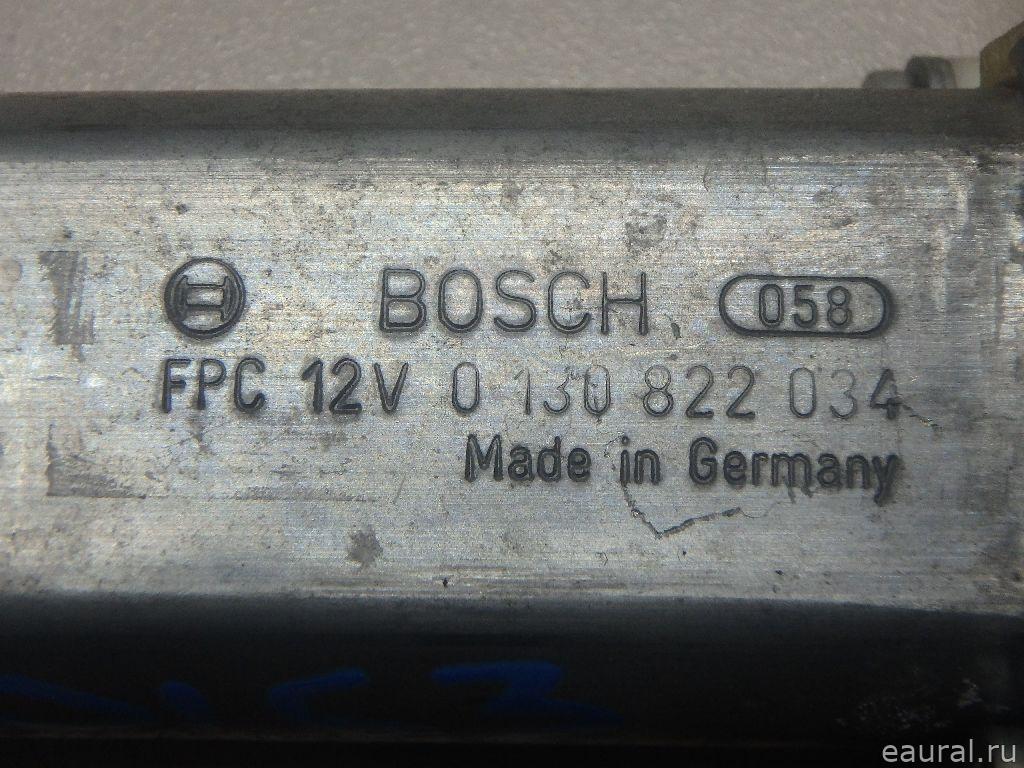 BOSCH 058
FPC 12V 0 130 822 034
Made in Germany
eaural.ru